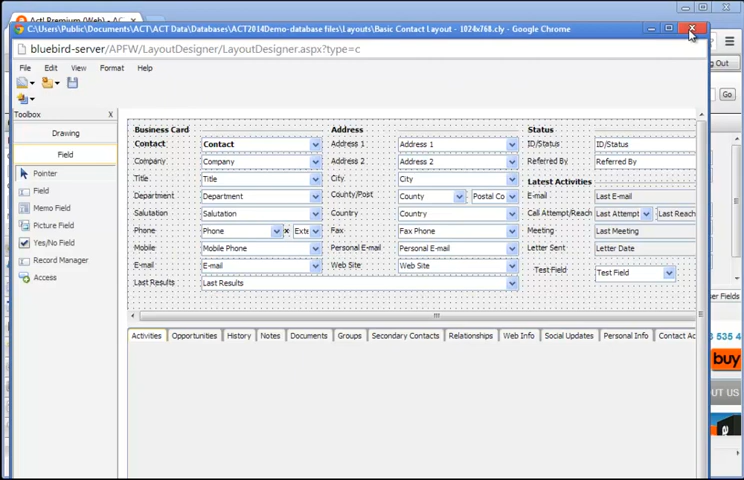 ACT! Premium (Web) - ACT!
C:\Users\Public\Documents\ACT\ACT Data\Databases\ACT2014Demo-database files\Layouts\Basic Contact Layout - 1024x768.cly - Google Chrome
bluebird-server/APFW/LayoutDesigner/LayoutDesigner.aspx?type=c
File Edit View Format Help
Out
Go
Toolbox x
Drawing
Field
Pointer
Field
Memo Field
Picture Field
Yes/No Field
Record Manager
Access
Business Card Address Status
Contact Contact Address 1 Address 1 ID/Status ID/Status
Company Company Address 2 Address 2 Referred By Referred By
Title Title City City Latest Activities
Department Department County/Post County Postal Co E-mail Last E-mail
Salutation Salutation Country Country Call Attempt/Reach Last Attempt Last Reach
Phone Phone x Exte Fax Fax Phone Meeting Last Meeting
Mobile Mobile Phone Personal E-mail Personal E-mail Letter Sent Letter Date
E-mail E-mail Web Site Web Site Test Field Test Field
Last Results Last Results
Activities Opportunities History Notes Documents Groups Secondary Contacts Relationships Web Info Social Updates Personal Info Contact Ac
er Fields
535 4
buy
OUT US